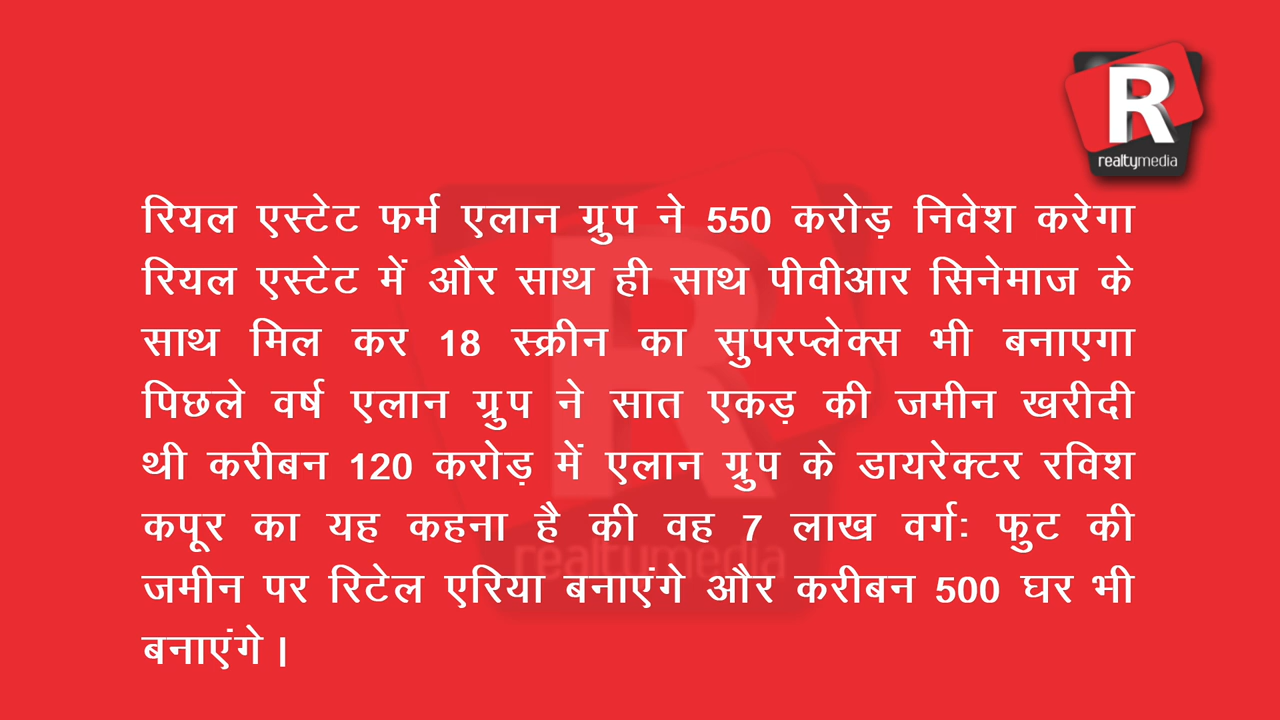 R
realtymedia
रियल एस्टेट फर्म एलान ग्रुप ने 550 करोड़ निवेश करेगा
रियल एस्टेट में और साथ ही साथ पीवीआर सिनेमाज के
साथ मिल कर 18 स्क्रीन का सुपरप्लेक्स भी बनाएगा
पिछले वर्ष एलान ग्रुप ने सात एकड़ की जमीन खरीदी
थी करीबन 120 करोड़ में एलान ग्रुप के डायरेक्टर रविश
कपूर का यह कहना है की वह 7 लाख वर्गः फुट की
जमीन पर रिटेल एरिया बनाएंगे और करीबन 500 घर भी
बनाएंगे।
R
realtymedia